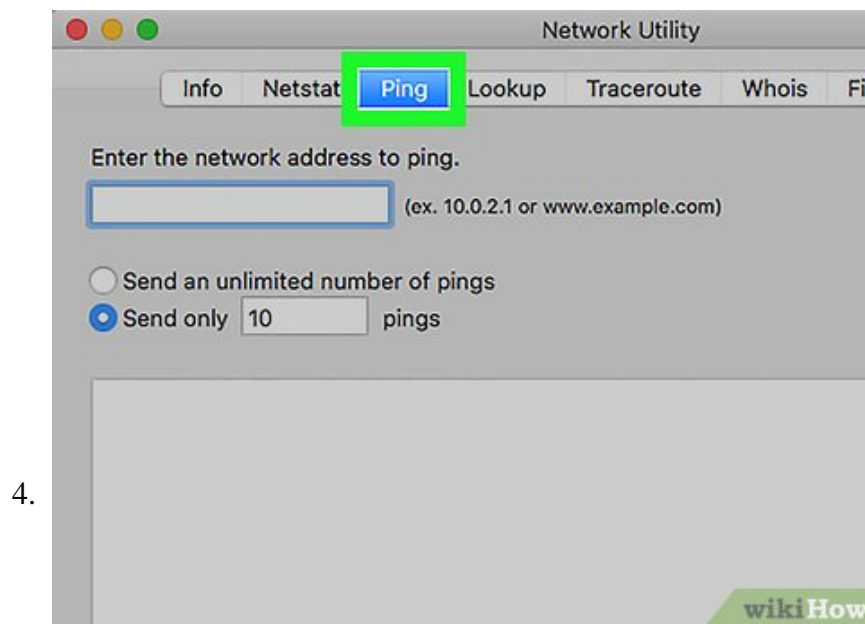 Network Utility
Info Netstat Ping Lookup Traceroute Whois Fi
Enter the network address to ping.
(ex. 10.0.2.1 or www.example.com)
Send an unlimited number of pings
Send only 10 pings
4.
wikiHow